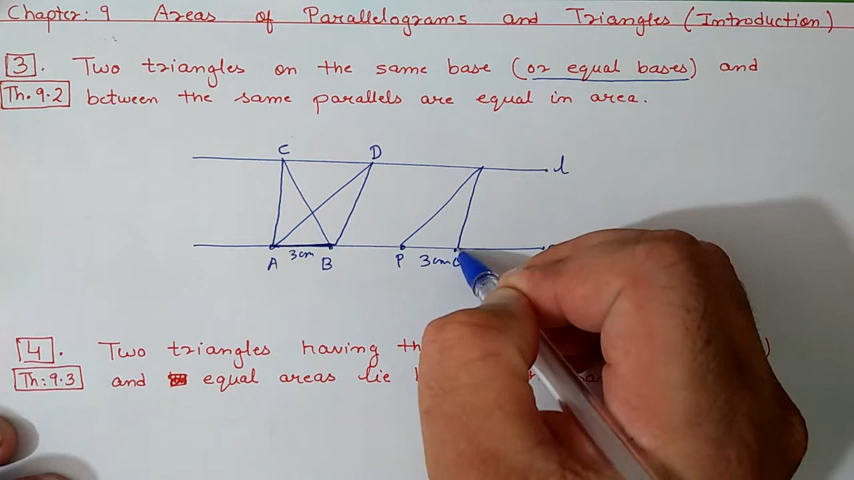 Chapter: 9 Areas of Parallelograms and Triangles (Introduction)
3. Two triangles on the same base (or equal bases) and
Th. 9.2 between the same parallels are equal in area.
C D
l
A 3cm B P 3cm
4. Two triangles having
Th: 9.3 and equal areas lie